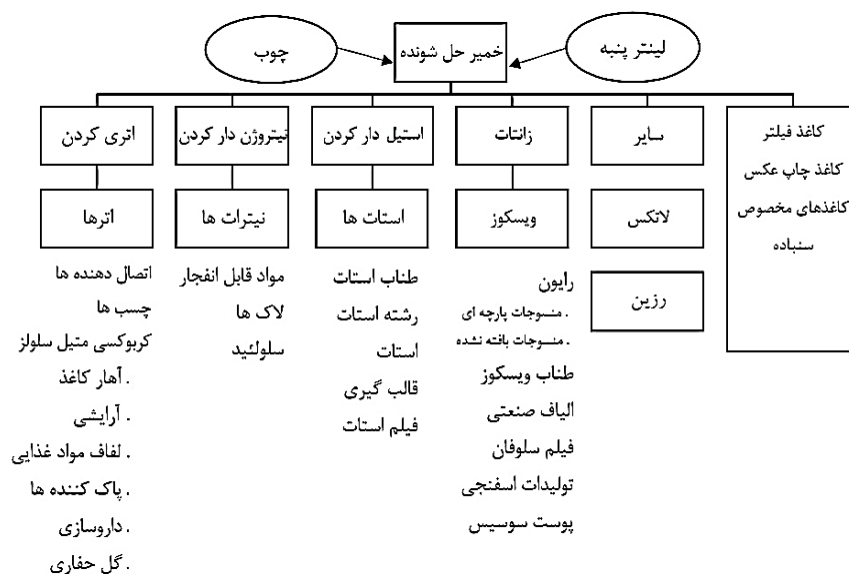 لینتر پنبه
خمیر حل شونده
چوب
کاغذ فیلتر
کاغذ چاپ عکس
کاغذهای مخصوص
سنباده
سایر
لاتکس
رزین
زانتات
ویسکوز
رایون
. منسوجات پارچه ای
. منسوجات بافته نشده
طناب ویسکوز
الیاف صنعتی
فیلم سلوفان
تولیدات اسفنجی
پوست سوسیس
استیل دار کردن
استات ها
طناب استات
رشته استات
استات
قالب گیری
فیلم استات
نیتروژن دار کردن
نیترات ها
مواد قابل انفجار
لاک ها
سلولئید
اتری کردن
اترها
اتصال دهنده ها
چسب ها
کربوکسی متیل سلولز
. آهار کاغذ
. آرایشی
. لفاف مواد غذایی
. پاک کننده ها
. داروسازی
. گل حفاری